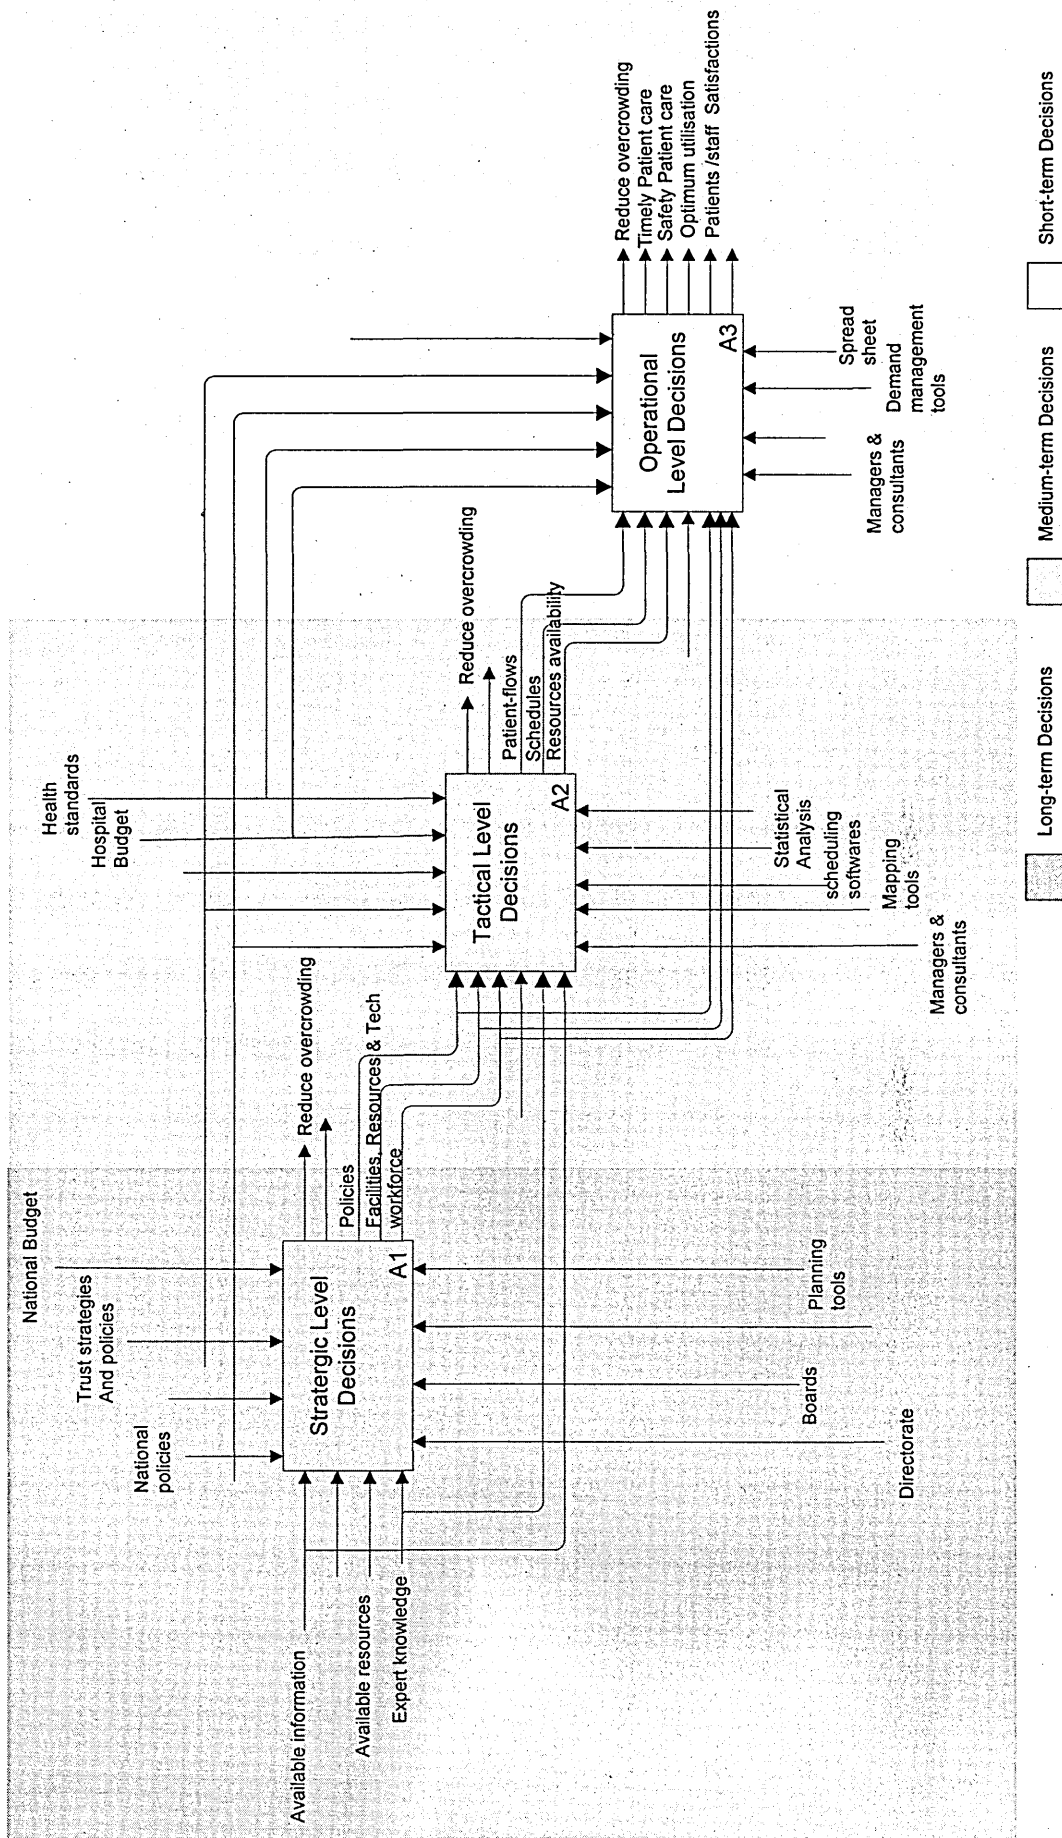 National Budget
Trust strategies
And policies
National
policies
Health
standards
Hospital
Budget
Available information
Available resources
Expert knowledge
Stratergic Level
Decisions
A1
Reduce overcrowding
Policies
Facilities, Resources & Tech
workforce
Planning
tools
Boards
Directorate
Tactical Level
Decisions
A2
Reduce overcrowding
Patient-flows
Schedules
Resources availability
Statistical
Analysis
scheduling
softwares
Mapping
tools
Managers &
consultants
Operational
Level Decisions
A3
Reduce overcrowding
Timely Patient care
Safety Patient care
Optimum utilisation
Patients /staff Satisfactions
Spread
sheet
Demand
management
tools
Managers &
consultants
Long-term Decisions
Medium-term Decisions
Short-term Decisions